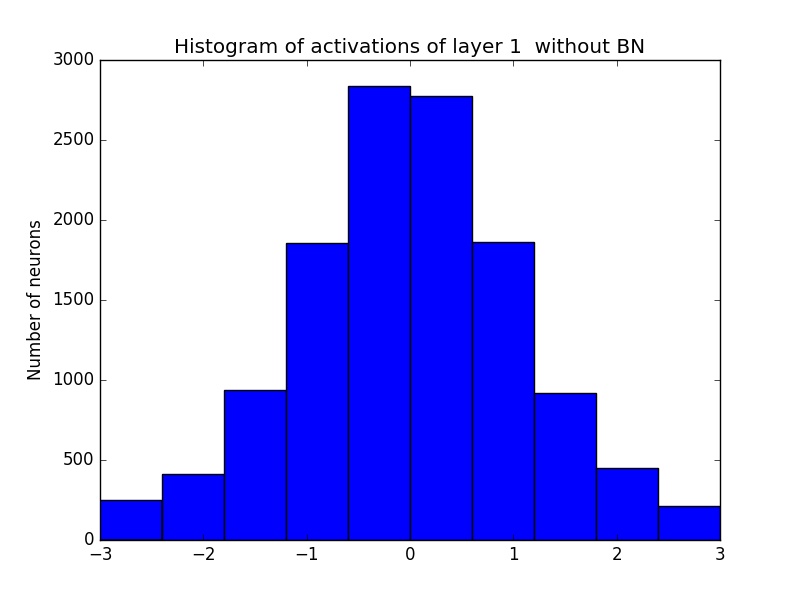 Histogram of activations of layer 1  without BN
Number of neurons
3000
2500
2000
1500
1000
500
0
−3 −2 −1 0 1 2 3